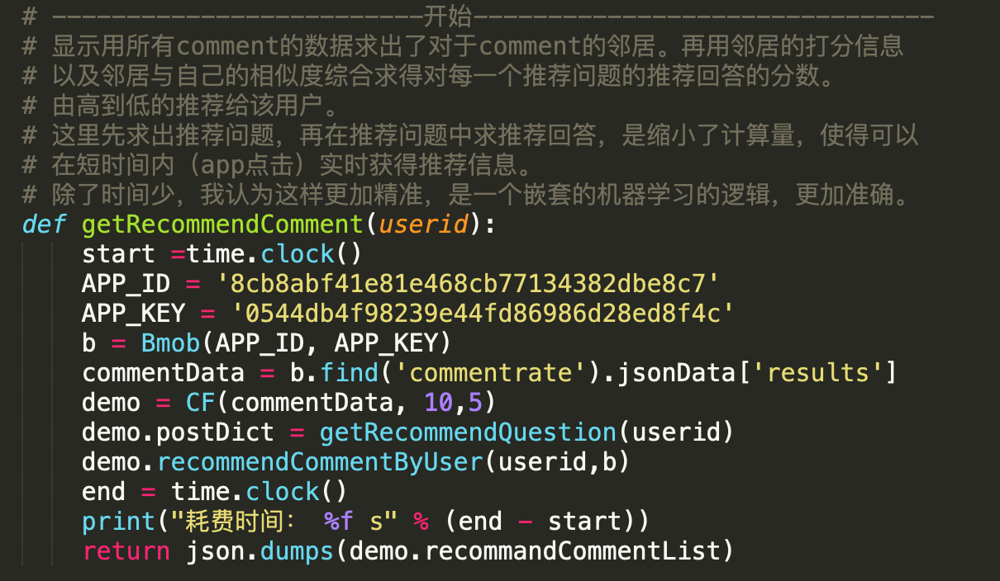 # -------------------------开始-------------------------------
# 显示用所有comment的数据求出了对于comment的邻居。再用邻居的打分信息
# 以及邻居与自己的相似度综合求得对每一个推荐问题的推荐回答的分数。
# 由高到低的推荐给该用户。
# 这里先求出推荐问题，再在推荐问题中求推荐回答，是缩小了计算量，使得可以
# 在短时间内（app点击）实时获得推荐信息。
# 除了时间少，我认为这样更加精准，是一个嵌套的机器学习的逻辑，更加准确。
def getRecommendComment(userid):
    start =time.clock()
    APP_ID = '8cb8abf41e81e468cb77134382dbe8c7'
    APP_KEY = '0544db4f98239e44fd86986d28ed8f4c'
    b = Bmob(APP_ID, APP_KEY)
    commentData = b.find('commentrate').jsonData['results']
    demo = CF(commentData, 10,5)
    demo.postDict = getRecommendQuestion(userid)
    demo.recommendCommentByUser(userid,b)
    end = time.clock()
    print("耗费时间： %f s" % (end - start))
    return json.dumps(demo.recommandCommentList)